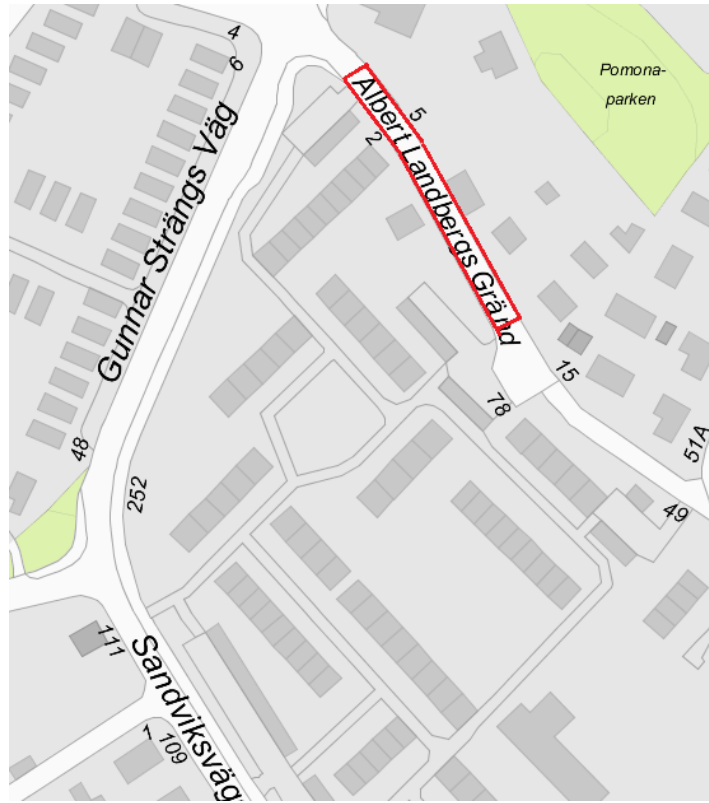 4
6
Pomona-
parken
5
2
Albert Landbergs Gränd
Gunnar Strängs Väg
15
78
48
51A
252
49
111
Sandviksväg
1
109